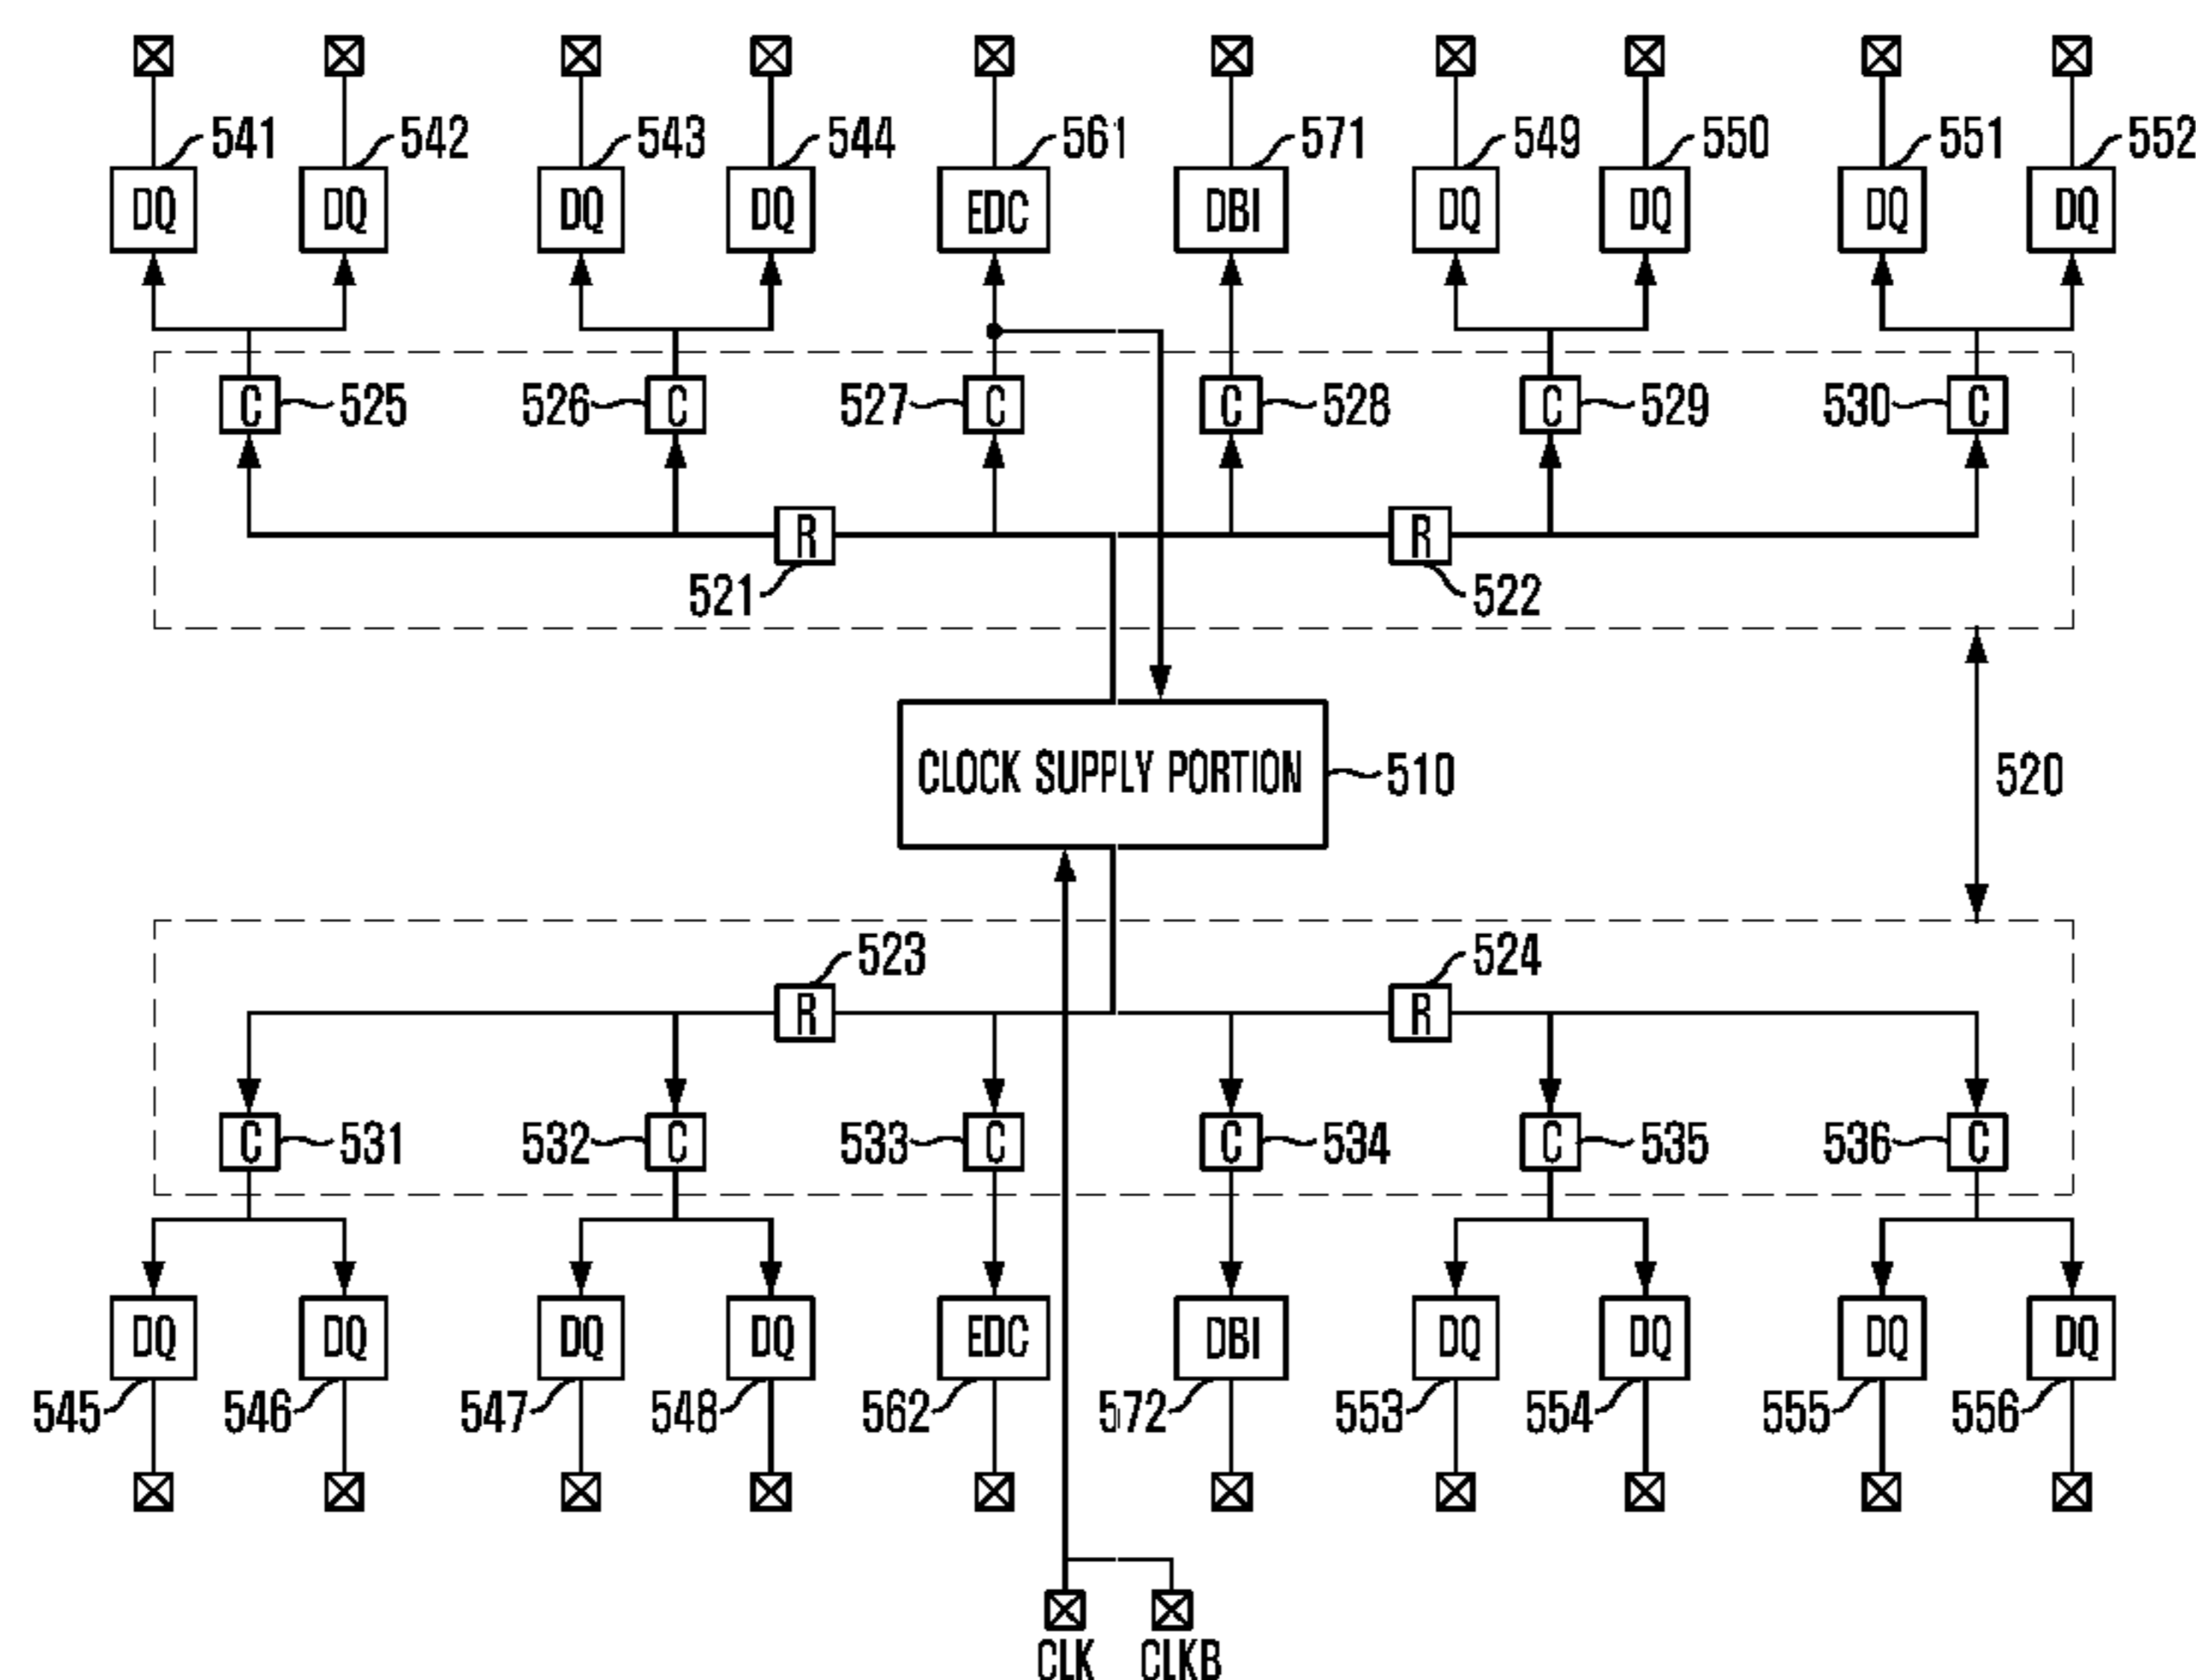 541 542 543 544 561 571 549 550 551 552
DQ DQ DQ DQ EDC DBI DQ DQ DQ DQ
C 525 526 C 527 C C 528 C 529 530 C
R R
521 522
CLOCK SUPPLY PORTION 510 520
523 524
R R
C 531 532 C 533 C C 534 C 535 536 C
DQ DQ DQ DQ EDC DBI DQ DQ DQ DQ
545 546 547 548 562 572 553 554 555 556
CLK CLKB